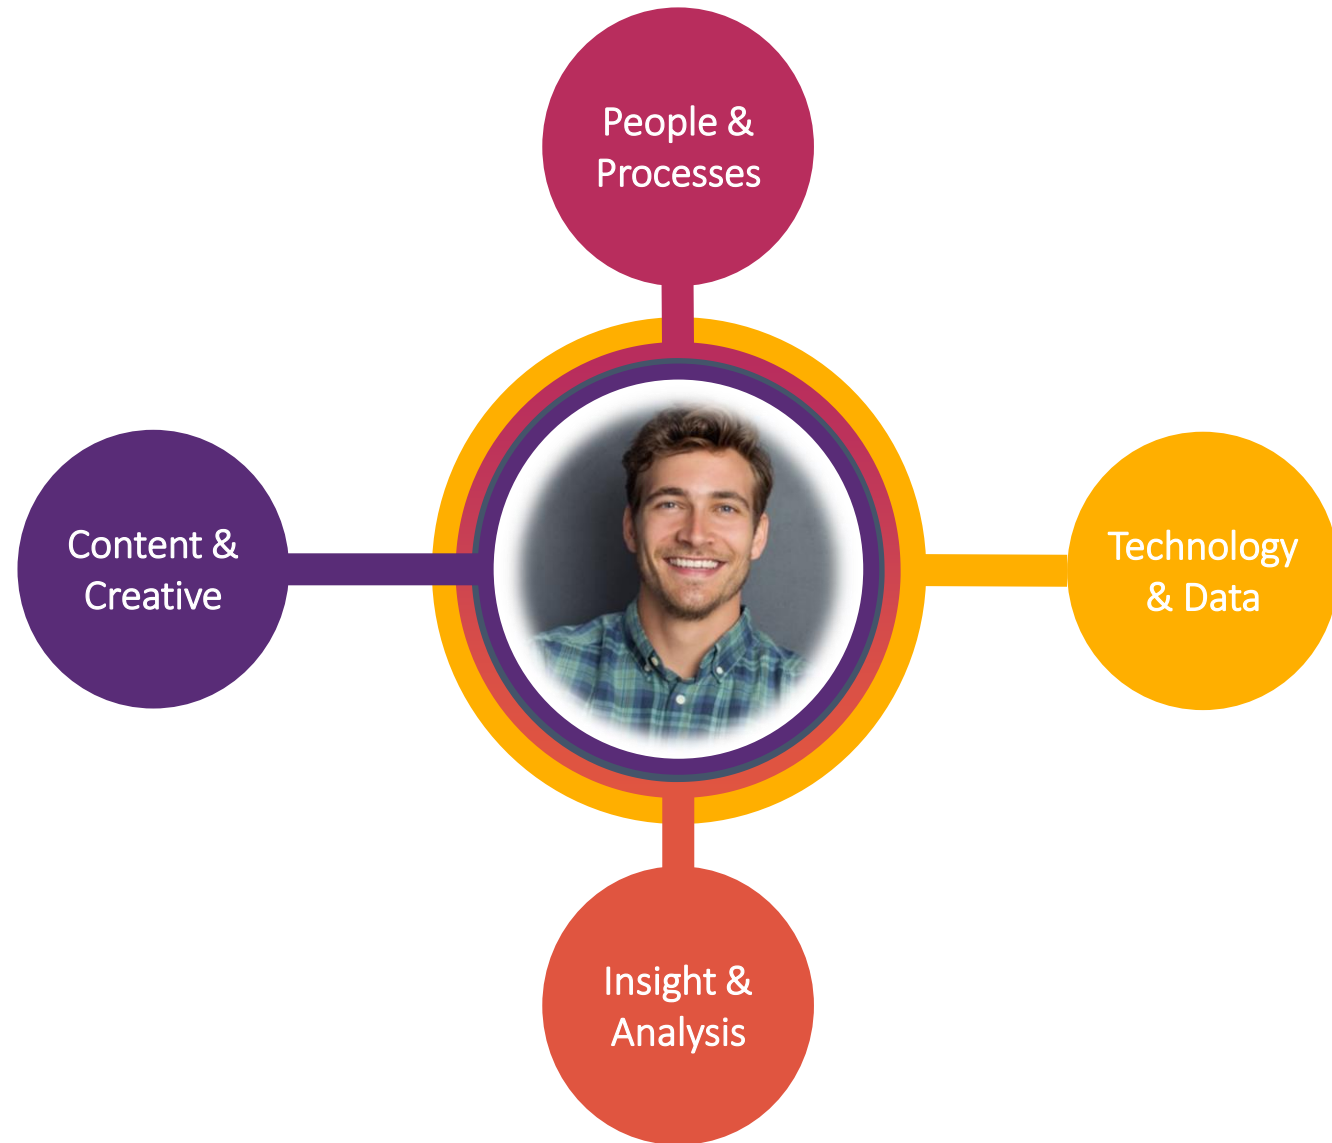 People &
Processes
Content &
Creative
Technology
& Data
Insight &
Analysis